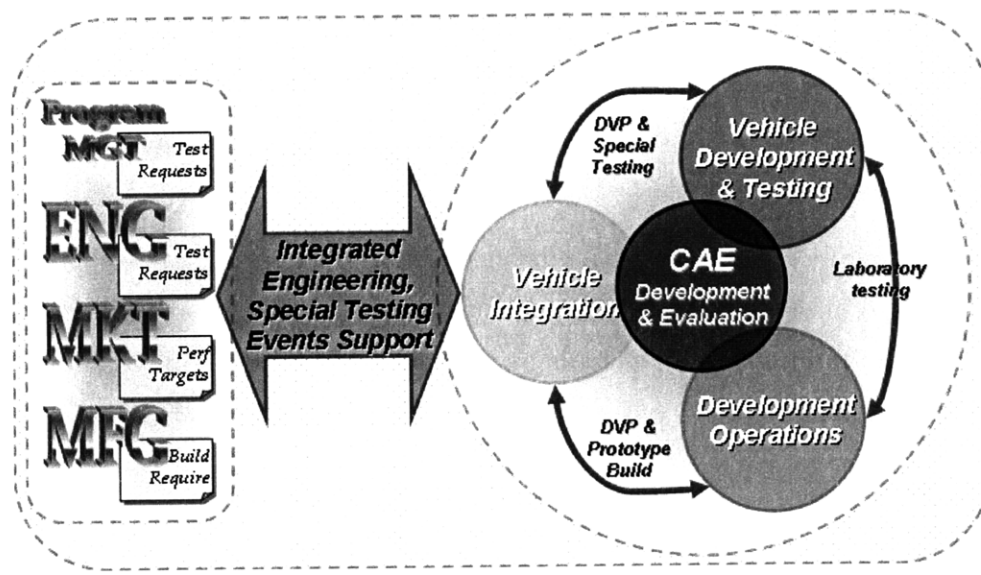 Program
MGT
Test
Requests
ENG
Test
Requests
MKT
Perf
Targets
MFG
Build
Require
Integrated
Engineering,
Special Testing
Events Support
DVP &
Special
Testing
Vehicle
Development
& Testing
Vehicle
Integration
CAE
Development
& Evaluation
Laboratory
testing
DVP &
Prototype
Build
Development
Operations